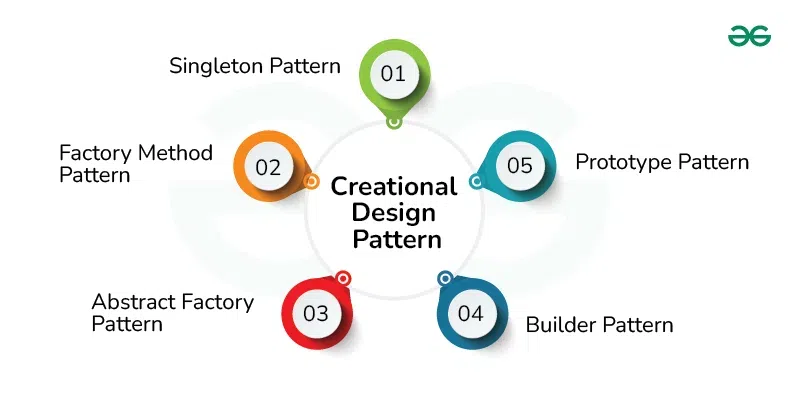 Singleton Pattern
01
Factory Method
Pattern
02
05
Prototype Pattern
Creational
Design
Pattern
Abstract Factory
Pattern
03
04
Builder Pattern